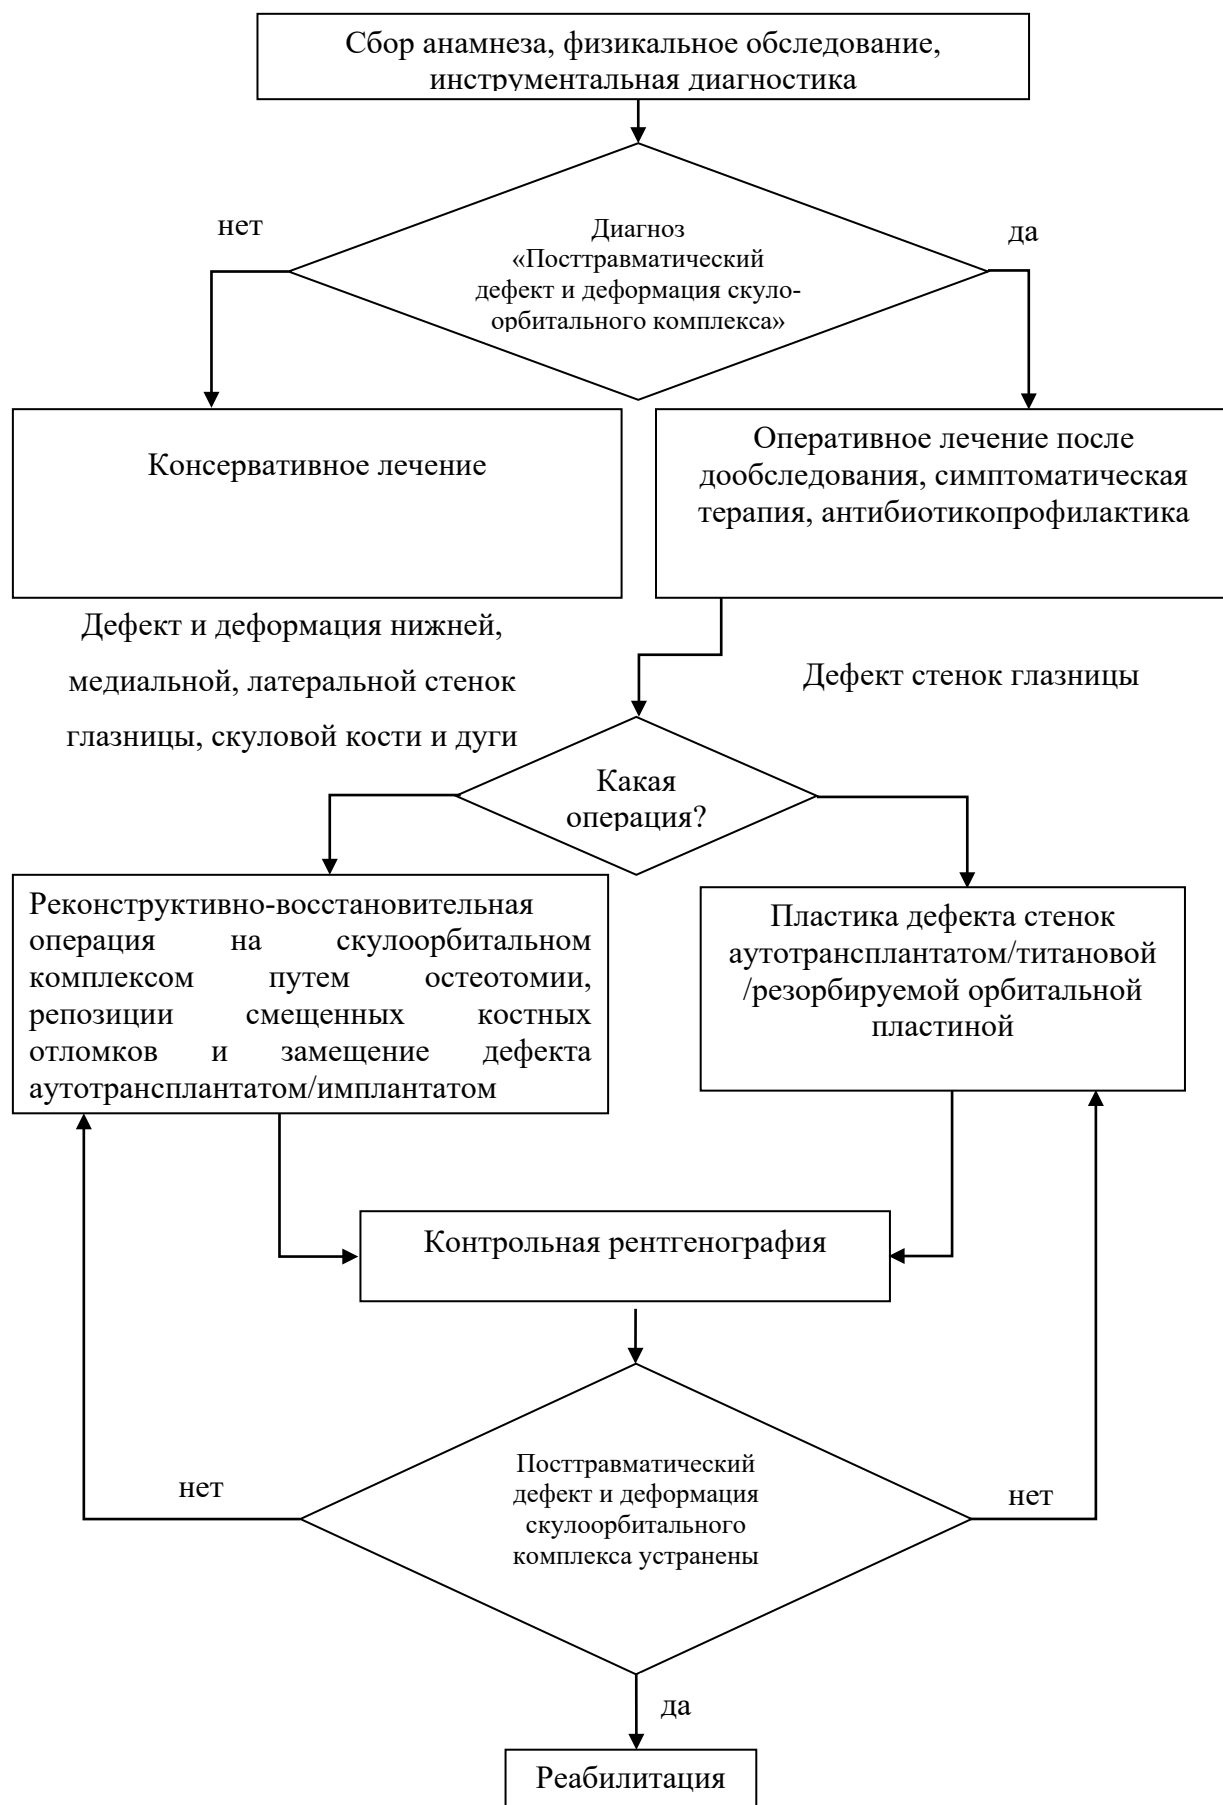 Сбор анамнеза, физикальное обследование,
инструментальная диагностика
нет
да
Диагноз
«Посттравматический
дефект и деформация скуло-
орбитального комплекса»
Консервативное лечение
Оперативное лечение после
дообследования, симптоматическая
терапия, антибиотикопрофилактика
Дефект и деформация нижней,
медиальной, латеральной стенок
глазницы, скуловой кости и дуги
Дефект стенок глазницы
Какая
операция?
Реконструктивно-восстановительная
операция на скулоорбитальном
комплексом путем остеотомии,
репозиции смещенных костных
отломков и замещение дефекта
аутотрансплантатом/имплантатом
Пластика дефекта стенок
аутотрансплантатом/титановой
/резорбируемой орбитальной
пластиной
Контрольная рентгенография
нет
Посттравматический
дефект и деформация
скулоорбитального
комплекса устранены
нет
да
Реабилитация